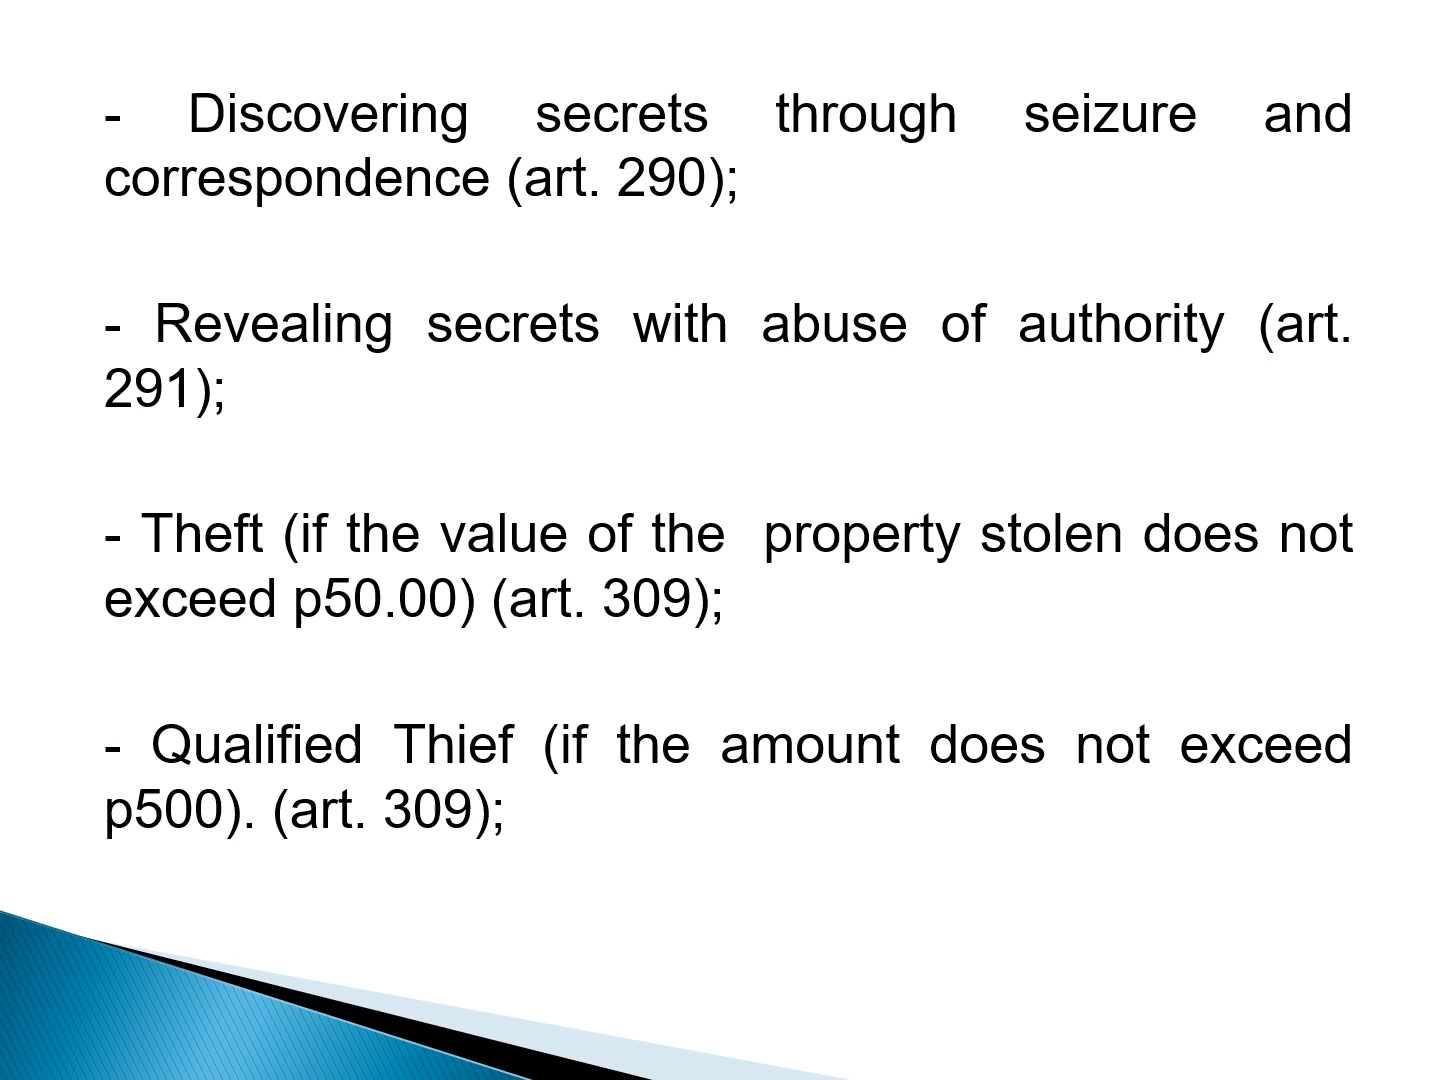 - Discovering secrets through seizure and
correspondence (art. 290);
- Revealing secrets with abuse of authority (art.
291);
- Theft (if the value of the  property stolen does not
exceed p50.00) (art. 309);
- Qualified Thief (if the amount does not exceed
p500). (art. 309);